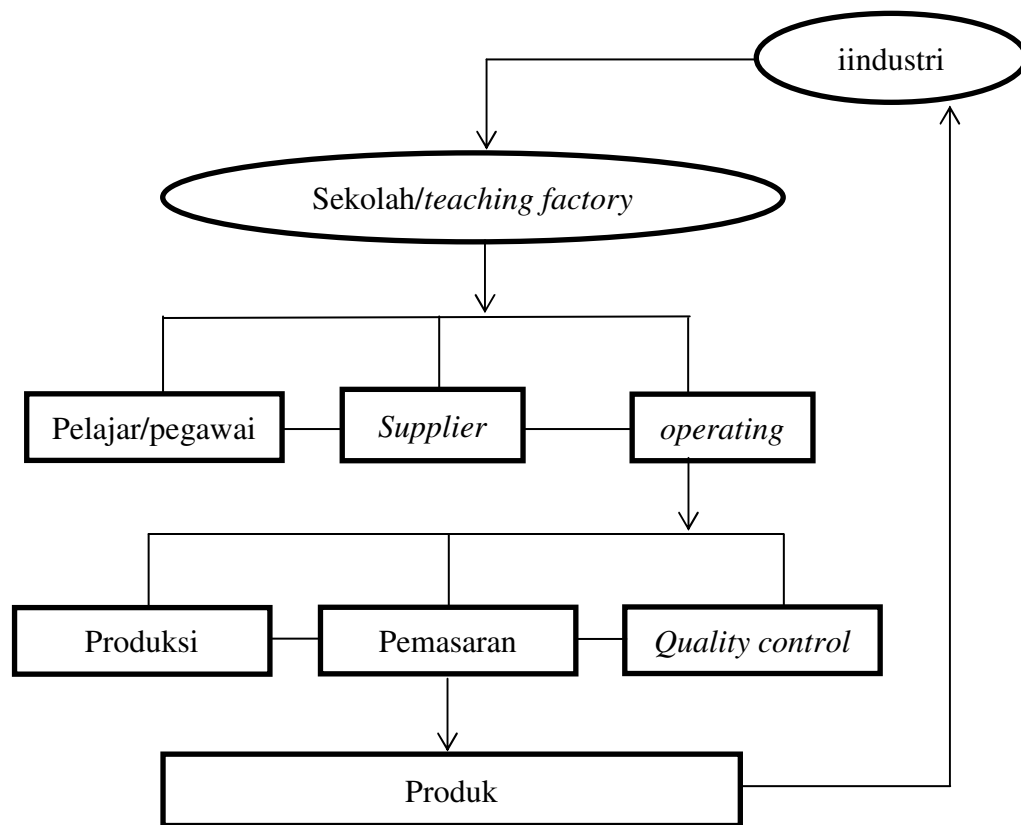 iindustri
Sekolah/teaching factory
Pelajar/pegawai
Supplier
operating
Produksi
Pemasaran
Quality control
Produk